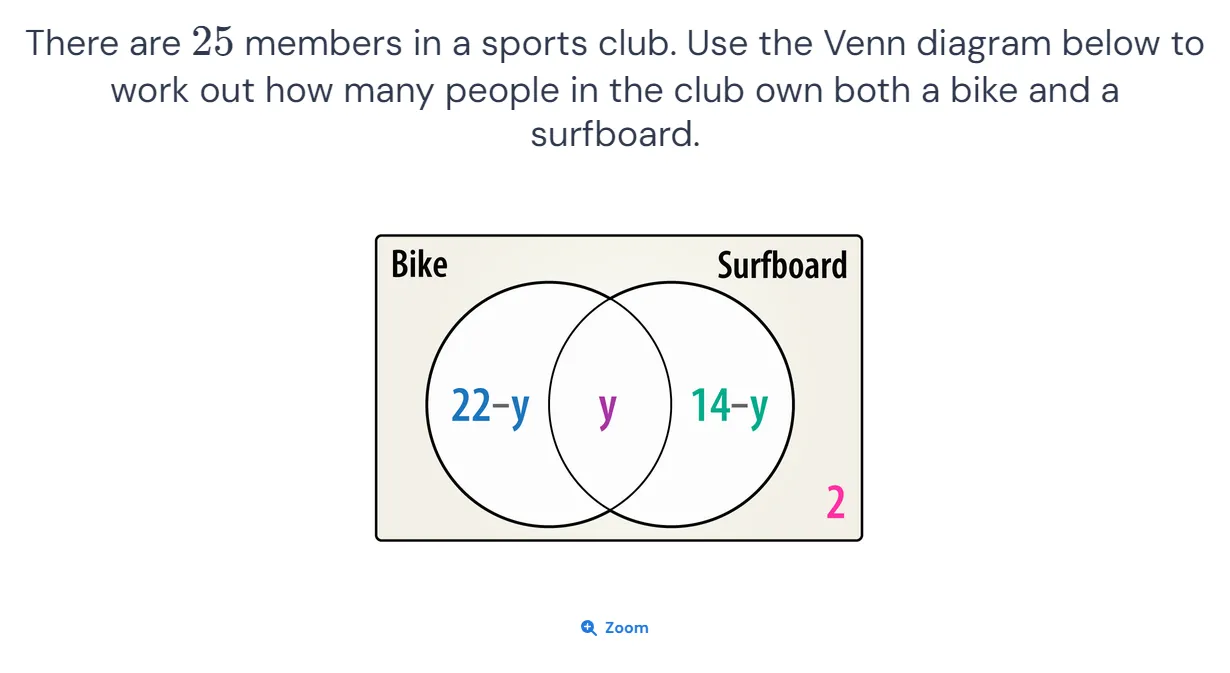 There are 25 members in a sports club. Use the Venn diagram below to
work out how many people in the club own both a bike and a
surfboard.
Bike
Surfboard
22–y
y
14–y
2
Zoom